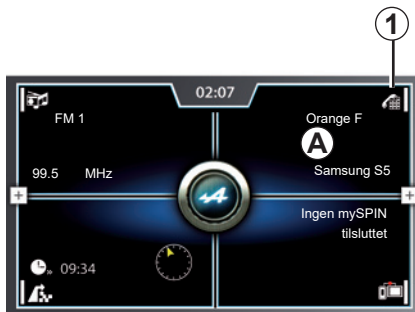 1
02:07
FM 1
Orange F
A
99.5 MHz
Samsung S5
Ingen mySPIN
tilsluttet
09:34